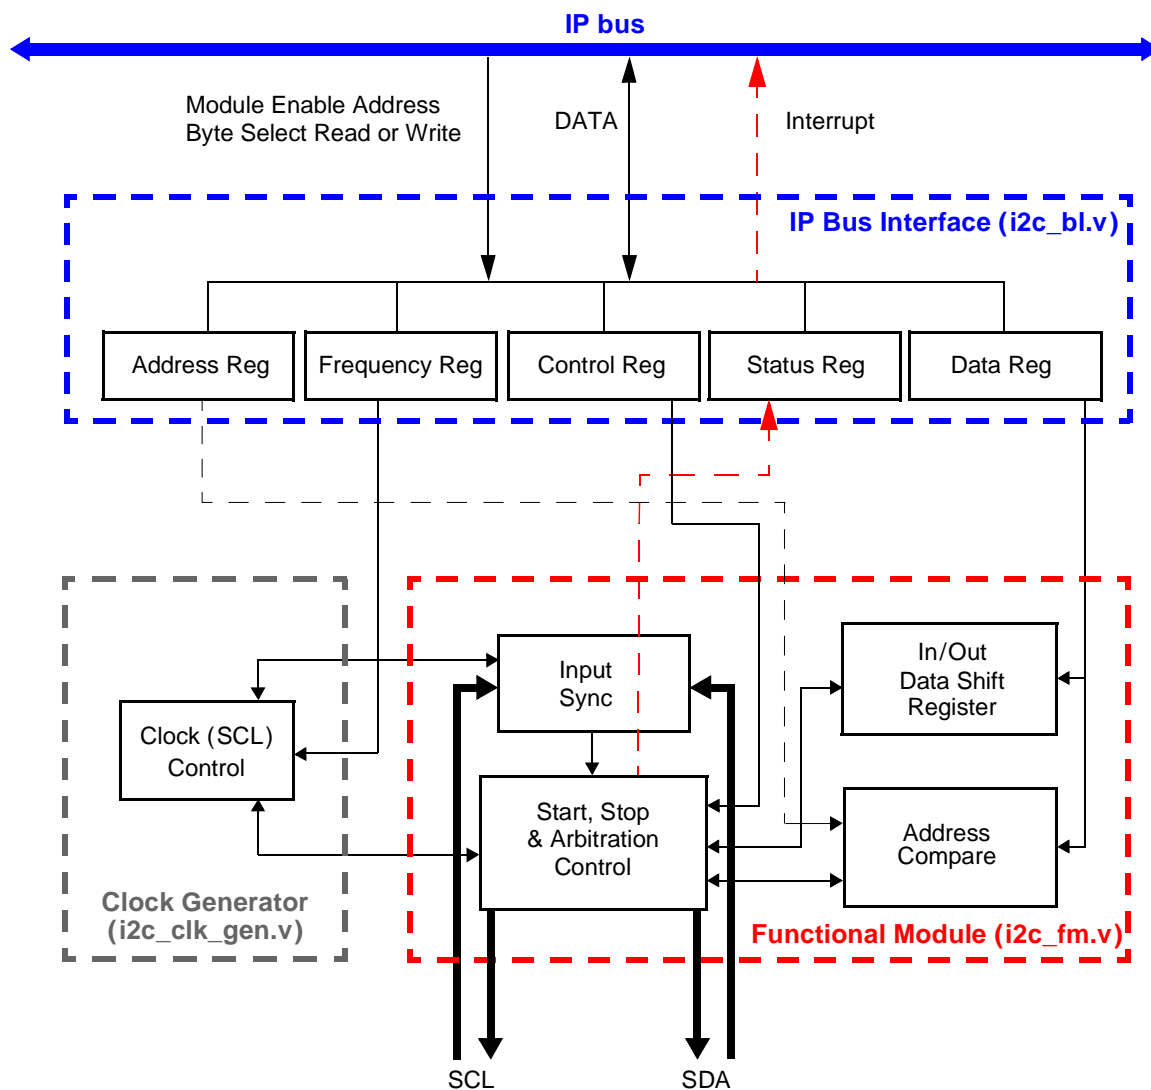 IP bus
Module Enable Address
Byte Select Read or Write
DATA
Interrupt
IP Bus Interface (i2c_bl.v)
Address Reg
Frequency Reg
Control Reg
Status Reg
Data Reg
Input
Sync
In/Out
Data Shift
Register
Clock (SCL)
Control
Start, Stop
& Arbitration
Control
Address
Compare
Clock Generator
(i2c_clk_gen.v)
Functional Module (i2c_fm.v)
SCL
SDA